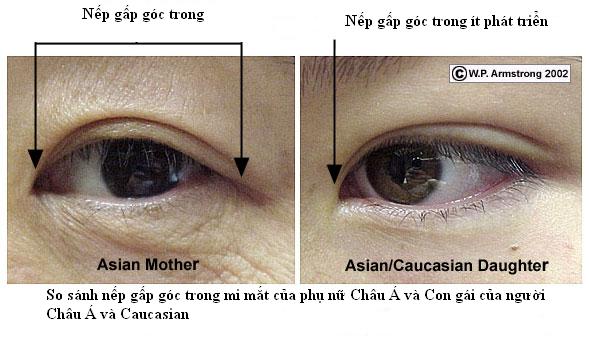 Nếp gấp góc trong
Nếp gấp góc trong ít phát triển
© W.P. Armstrong 2002
Asian Mother
Asian/Caucasian Daughter
So sánh nếp gấp góc trong mi mắt của phụ nữ Châu Á và Con gái của người
Châu Á và Caucasian